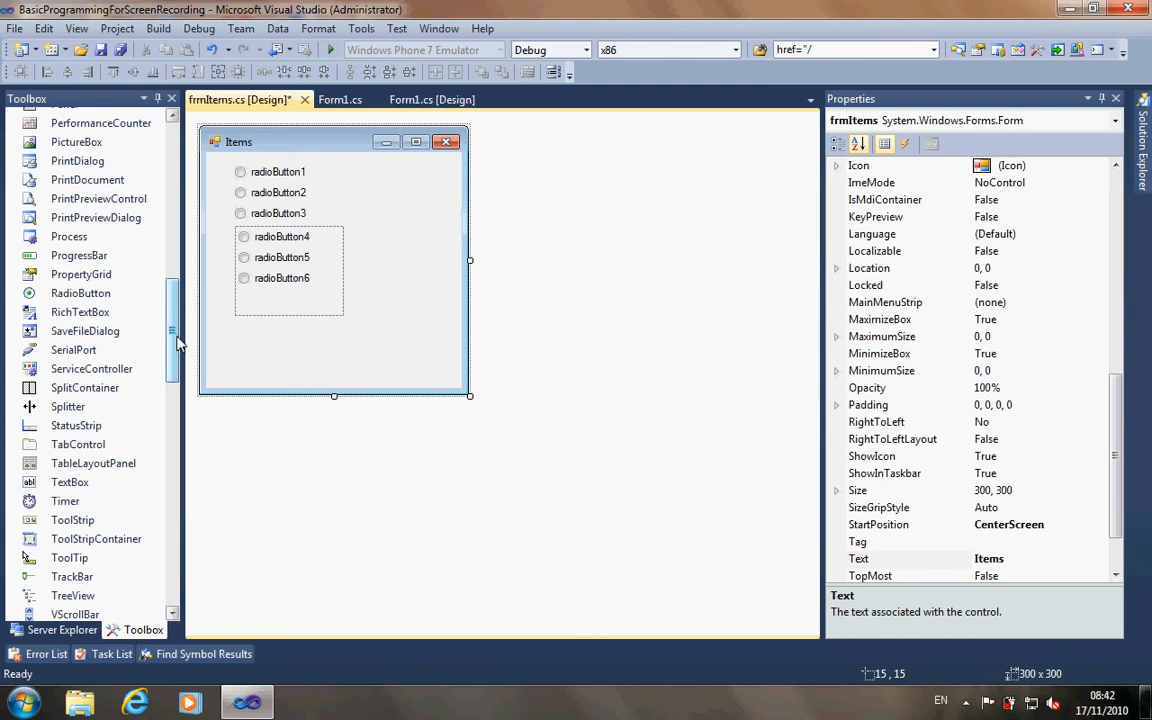 BasicProgrammingForScreenRecording - Microsoft Visual Studio (Administrator)
File Edit View Project Build Debug Team Data Format Tools Architecture Test Window Help
Windows Phone 7 Emulator Debug x86 href="/
Toolbox
frmItems.cs [Design]* Form1.cs Form1.cs [Design]
Properties
Solution Explorer
PerformanceCounter
PictureBox
PrintDialog
PrintDocument
PrintPreviewControl
PrintPreviewDialog
Process
ProgressBar
PropertyGrid
RadioButton
RichTextBox
SaveFileDialog
SerialPort
ServiceController
SplitContainer
Splitter
StatusStrip
TabControl
TableLayoutPanel
TextBox
Timer
ToolStrip
ToolStripContainer
ToolTip
TrackBar
TreeView
VScrollBar
Server Explorer Toolbox
Items
radioButton1
radioButton2
radioButton3
radioButton4
radioButton5
radioButton6
frmItems System.Windows.Forms.Form
Icon (Icon)
ImeMode NoControl
IsMdiContainer False
KeyPreview False
Language (Default)
Localizable False
Location 0, 0
Locked False
MainMenuStrip (none)
MaximizeBox True
MaximumSize 0, 0
MinimizeBox True
MinimumSize 0, 0
Opacity 100%
Padding 0, 0, 0, 0
RightToLeft No
RightToLeftLayout False
ShowIcon True
ShowInTaskbar True
Size 300, 300
SizeGripStyle Auto
StartPosition CenterScreen
Tag
Text Items
TopMost False
Text
The text associated with the control.
Error List Task List Find Symbol Results
Ready 15 , 15 300 x 300
EN 08:42
17/11/2010